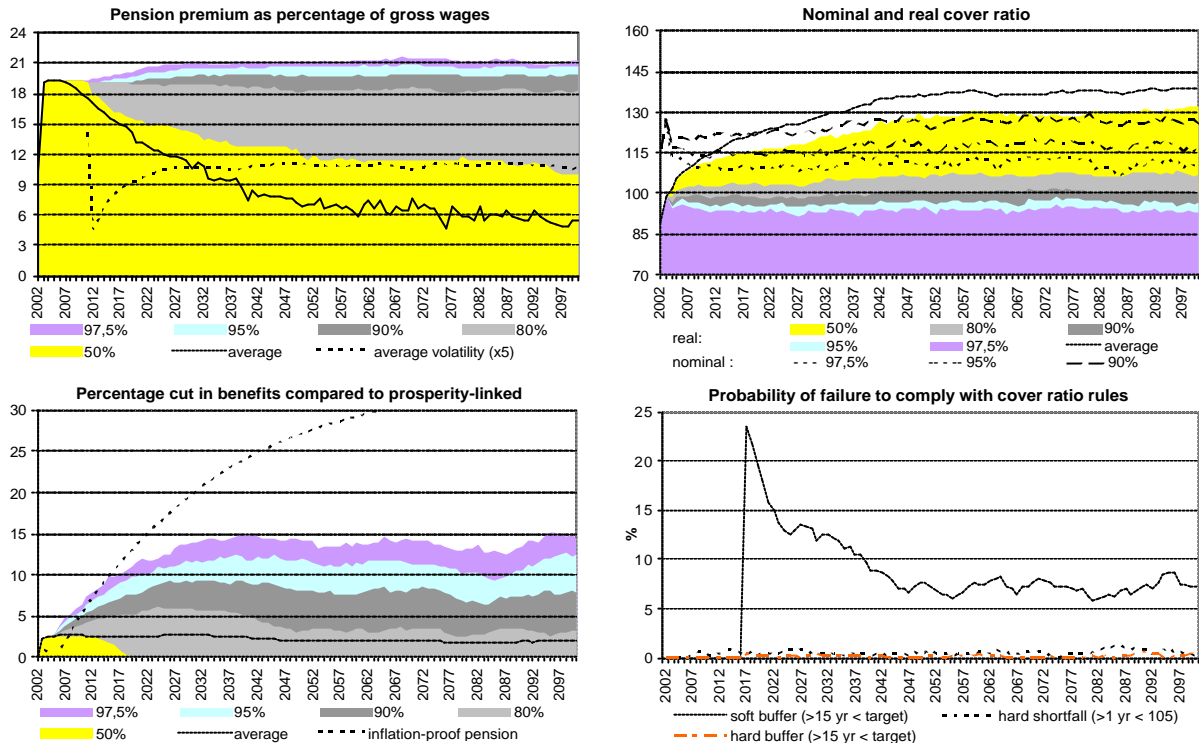 Pension premium as percentage of gross wages
24
21
18
15
12
9
6
3
0
2002 2007 2012 2017 2022 2027 2032 2037 2042 2047 2052 2057 2062 2067 2072 2077 2082 2087 2092 2097
97,5% 95% 90% 80%
50% average average volatility (x5)
Nominal and real cover ratio
160
145
130
115
100
85
70
2002 2007 2012 2017 2022 2027 2032 2037 2042 2047 2052 2057 2062 2067 2072 2077 2082 2087 2092 2097
real: 50% 80% 90%
95% 97,5% average
nominal : 97,5% 95% 90%
Percentage cut in benefits compared to prosperity-linked
30
25
20
15
10
5
0
2002 2007 2012 2017 2022 2027 2032 2037 2042 2047 2052 2057 2062 2067 2072 2077 2082 2087 2092 2097
97,5% 95% 90% 80%
50% average inflation-proof pension
Probability of failure to comply with cover ratio rules
%
25
20
15
10
5
0
2002 2007 2012 2017 2022 2027 2032 2037 2042 2047 2052 2057 2062 2067 2072 2077 2082 2087 2092 2097
soft buffer (>15 yr < target) hard shortfall (>1 yr < 105)
hard buffer (>15 yr < target)